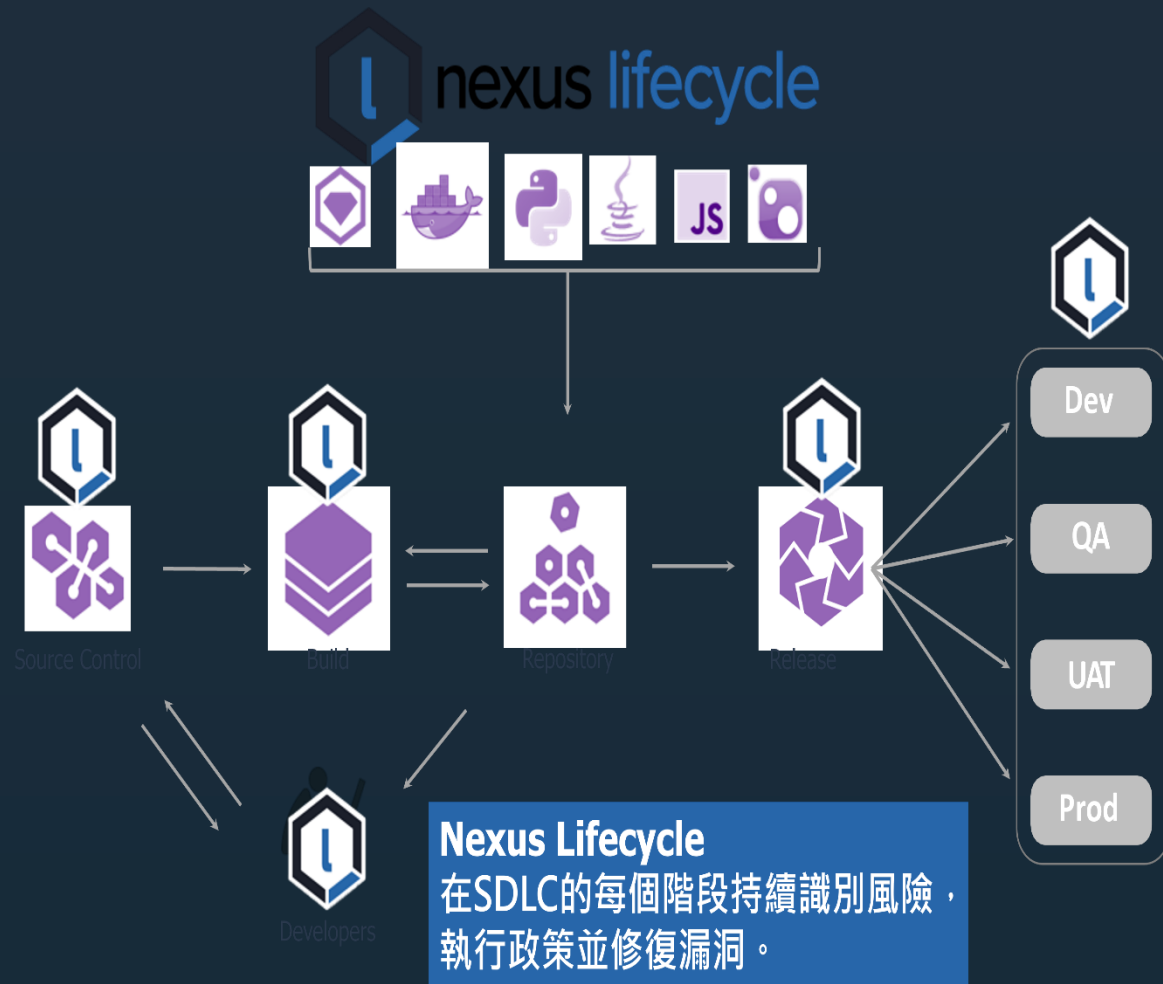 nexus lifecycle
JS
Dev
QA
UAT
Prod
Source Control
Build
Repository
Release
Developers
Nexus Lifecycle
在SDLC的每個階段持續識別風險，
執行政策並修復漏洞。